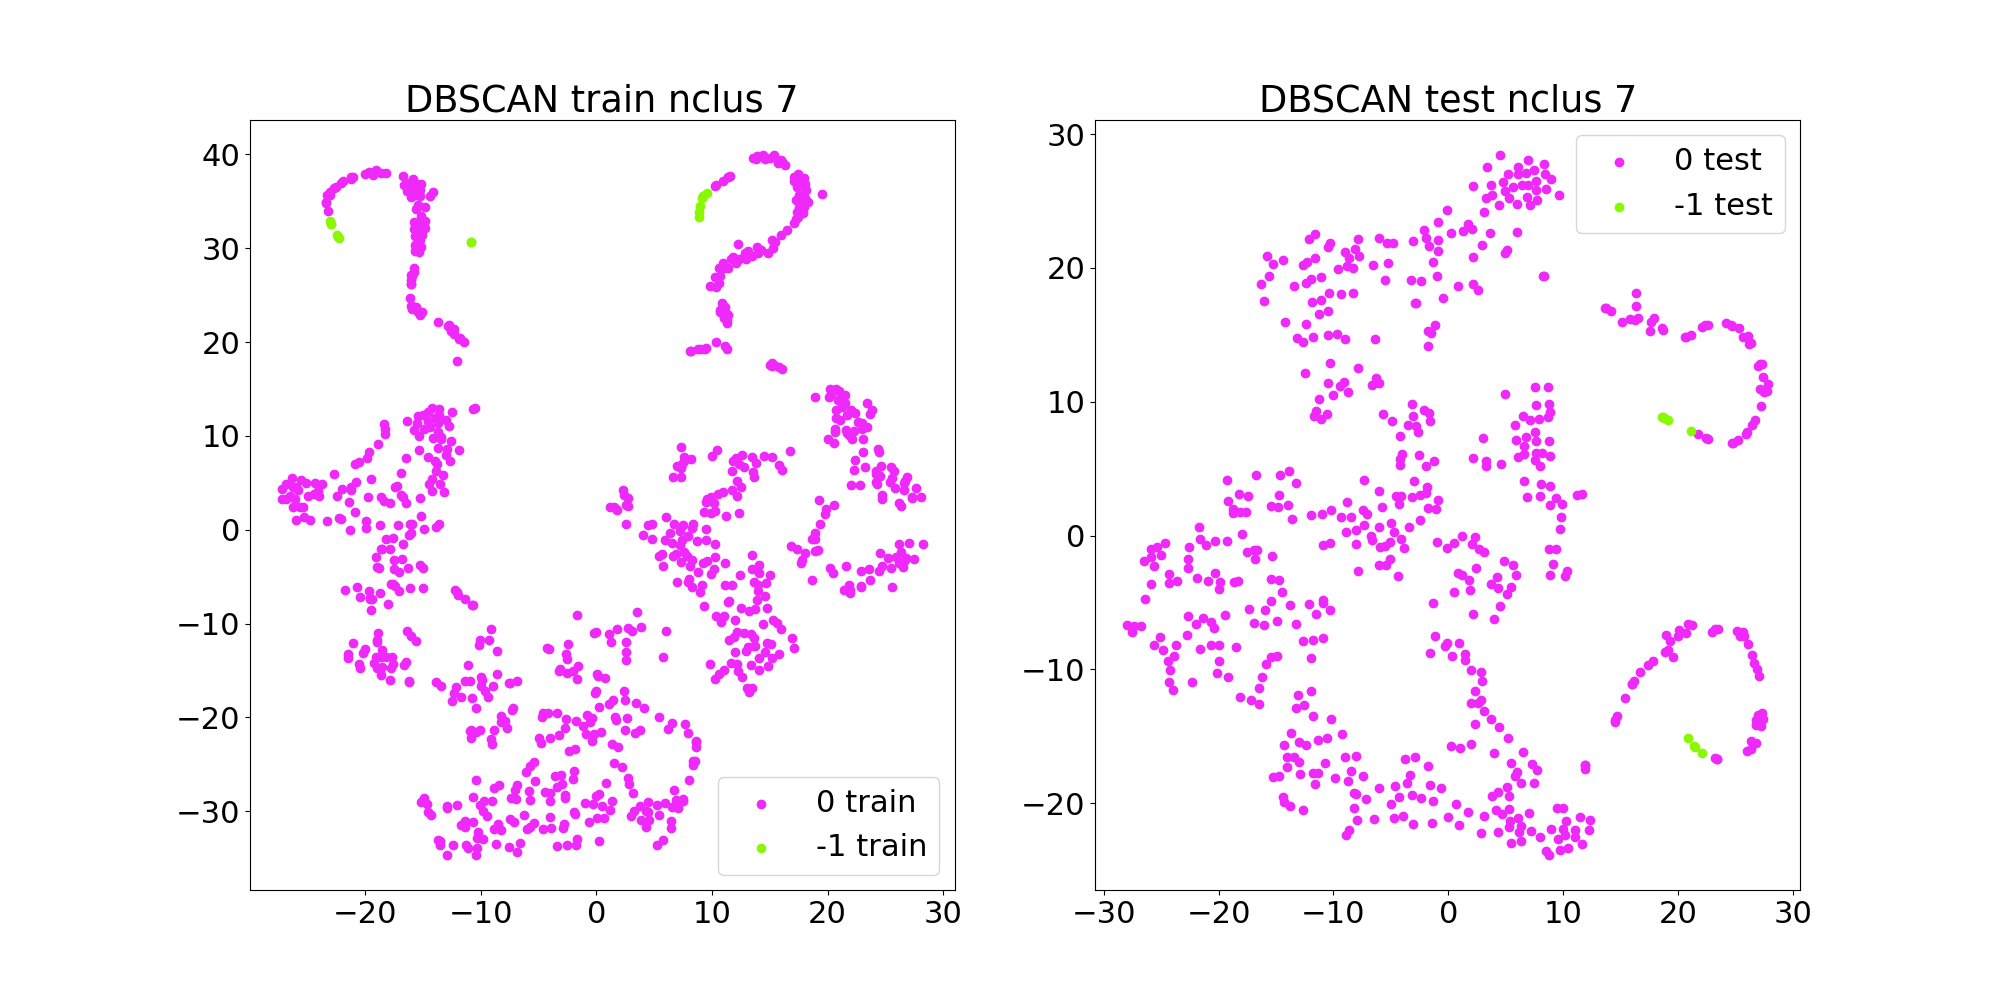 DBSCAN train nclus 7
40
30
20
10
0
−10
−20
−30
−20 −10 0 10 20 30
0 train
-1 train
DBSCAN test nclus 7
30
20
10
0
−10
−20
−30 −20 −10 0 10 20 30
0 test
-1 test